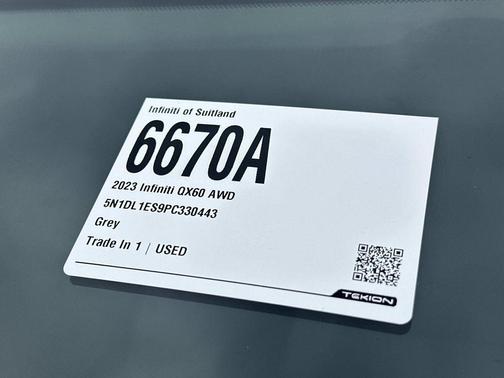 Infiniti of Suitland
6670A
2023 Infiniti QX60 AWD
5N1DL1ES9PC330443
Grey
Trade In 1 | USED
TEKION